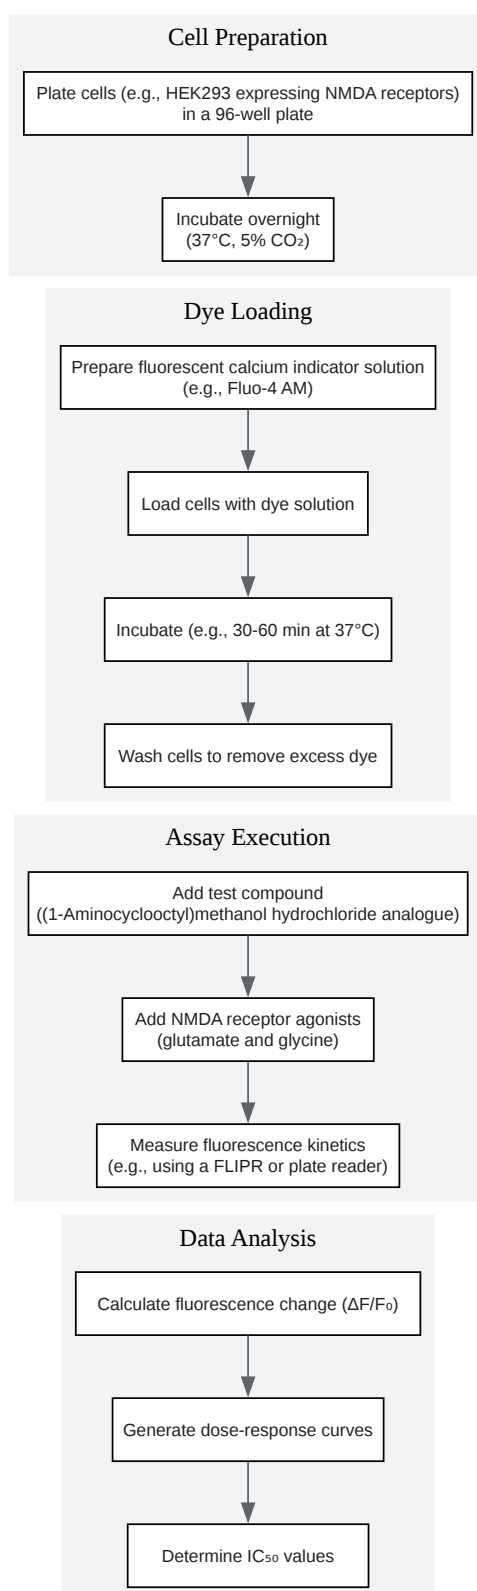 Cell Preparation
Plate cells (e.g., HEK293 expressing NMDA receptors)
in a 96-well plate
Incubate overnight
(37°C, 5% CO₂)
Dye Loading
Prepare fluorescent calcium indicator solution
(e.g., Fluo-4 AM)
Load cells with dye solution
Incubate (e.g., 30-60 min at 37°C)
Wash cells to remove excess dye
Assay Execution
Add test compound
((1-Aminocyclooctyl)methanol hydrochloride analogue)
Add NMDA receptor agonists
(glutamate and glycine)
Measure fluorescence kinetics
(e.g., using a FLIPR or plate reader)
Data Analysis
Calculate fluorescence change (ΔF/F₀)
Generate dose-response curves
Determine IC₅₀ values